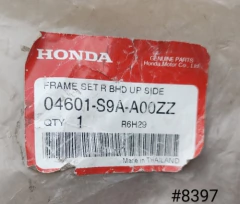 HONDA
GENUINE PARTS
Honda Motor Co., Ltd.
FRAME SET R BHD UP SIDE
04601-S9A-A00ZZ
QTY 1 R6H29
HONDA
Made in THAILAND
#8397